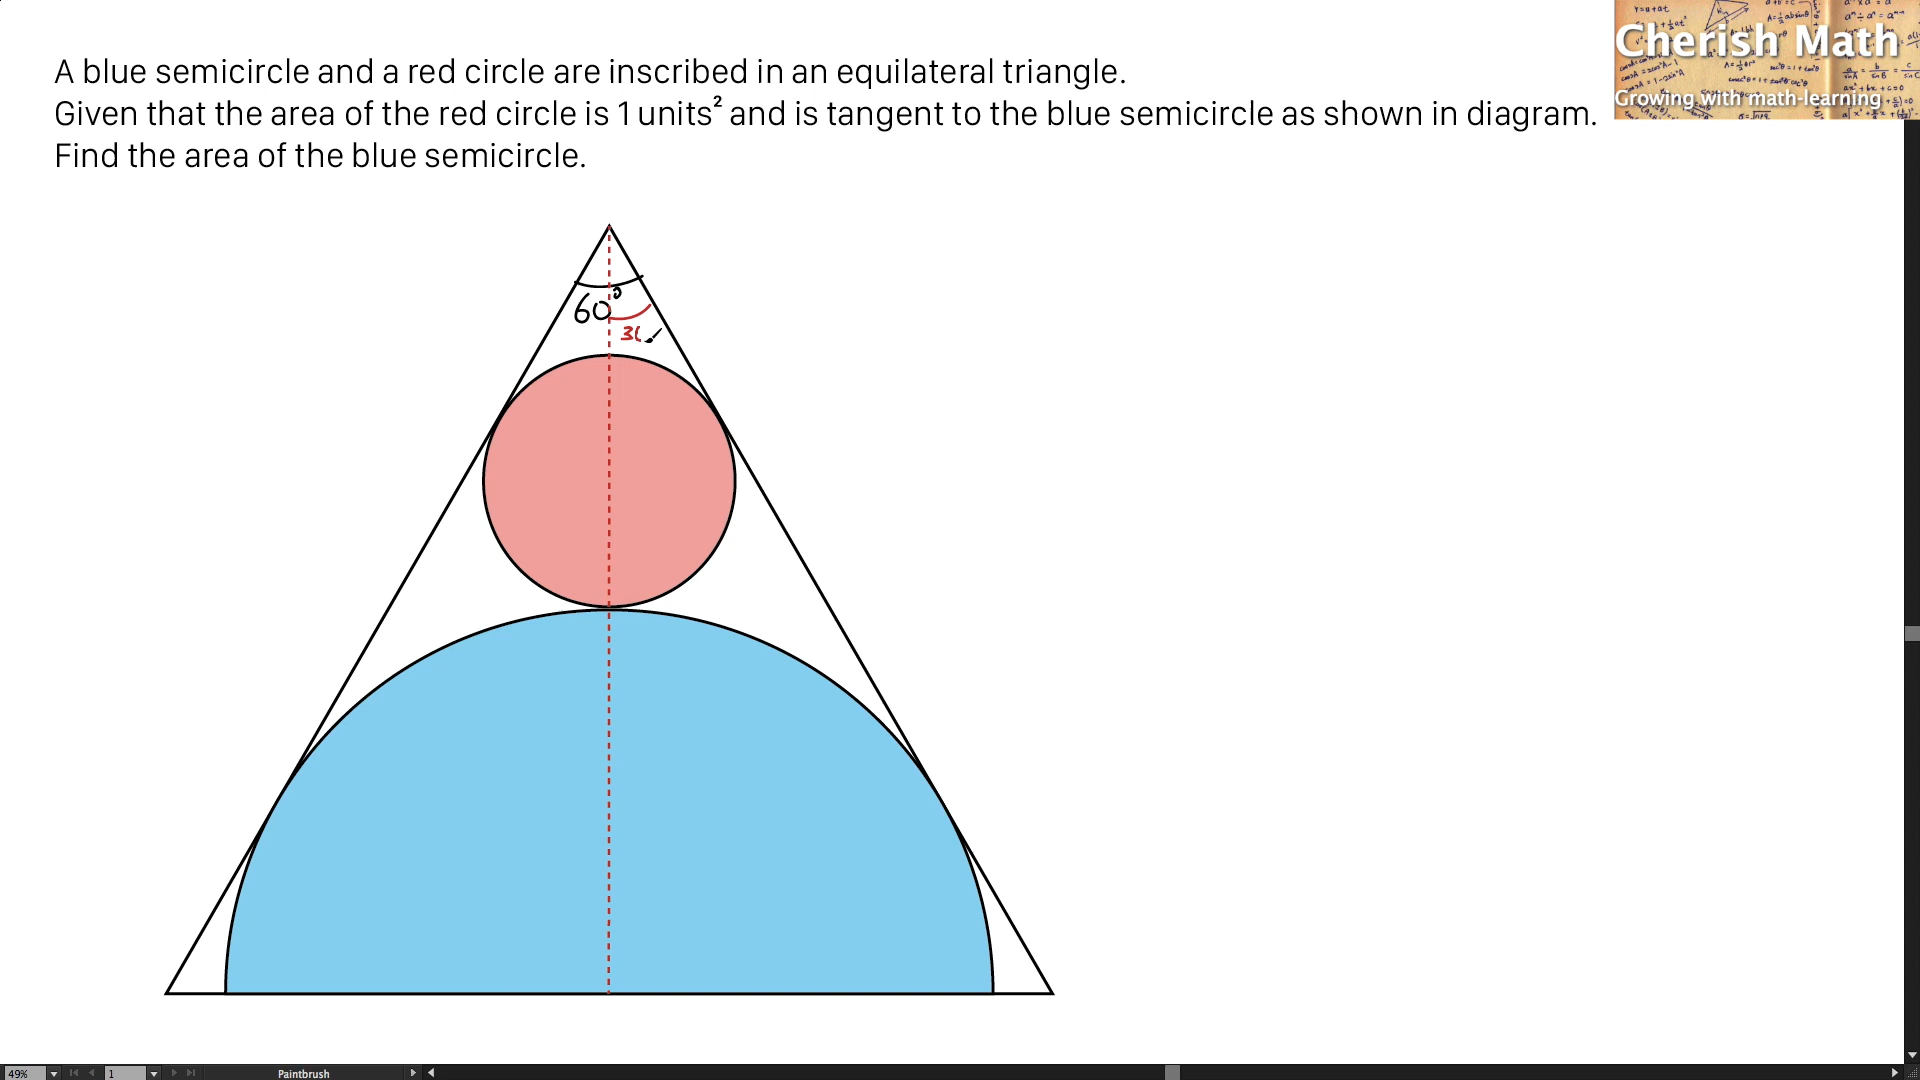 A blue semicircle and a red circle are inscribed in an equilateral triangle.
Given that the area of the red circle is 1 units² and is tangent to the blue semicircle as shown in diagram.
Find the area of the blue semicircle.
Cherish Math
Growing with math-learning
60°
49%
1
Paintbrush